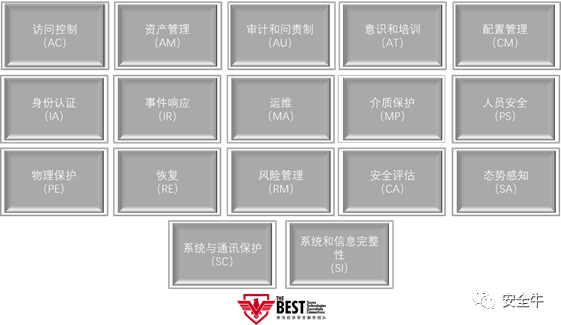 访问控制
(AC)
资产管理
(AM)
审计和问责制
(AU)
意识和培训
(AT)
配置管理
(CM)
身份认证
(IA)
事件响应
(IR)
运维
(MA)
介质保护
(MP)
人员安全
(PS)
物理保护
(PE)
恢复
(RE)
风险管理
(RM)
安全评估
(CA)
态势感知
(SA)
系统与通讯保护
(SC)
系统和信息完整
性
(SI)
THE
BEST
安全牛